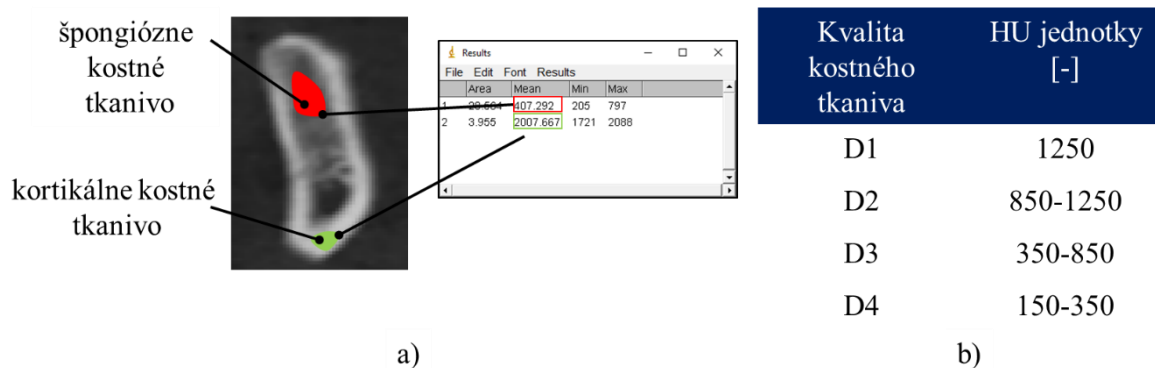 špongiózne
kostné
tkanivo
kortikálne kostné
tkanivo
Results
File Edit Font Results
Area Mean Min Max
1 407.292 205 797
2 3.955 2007.667 1721 2088
a)
Kvalita
kostného
tkaniva
HU jednotky
[-]
D1 1250
D2 850-1250
D3 350-850
D4 150-350
b)